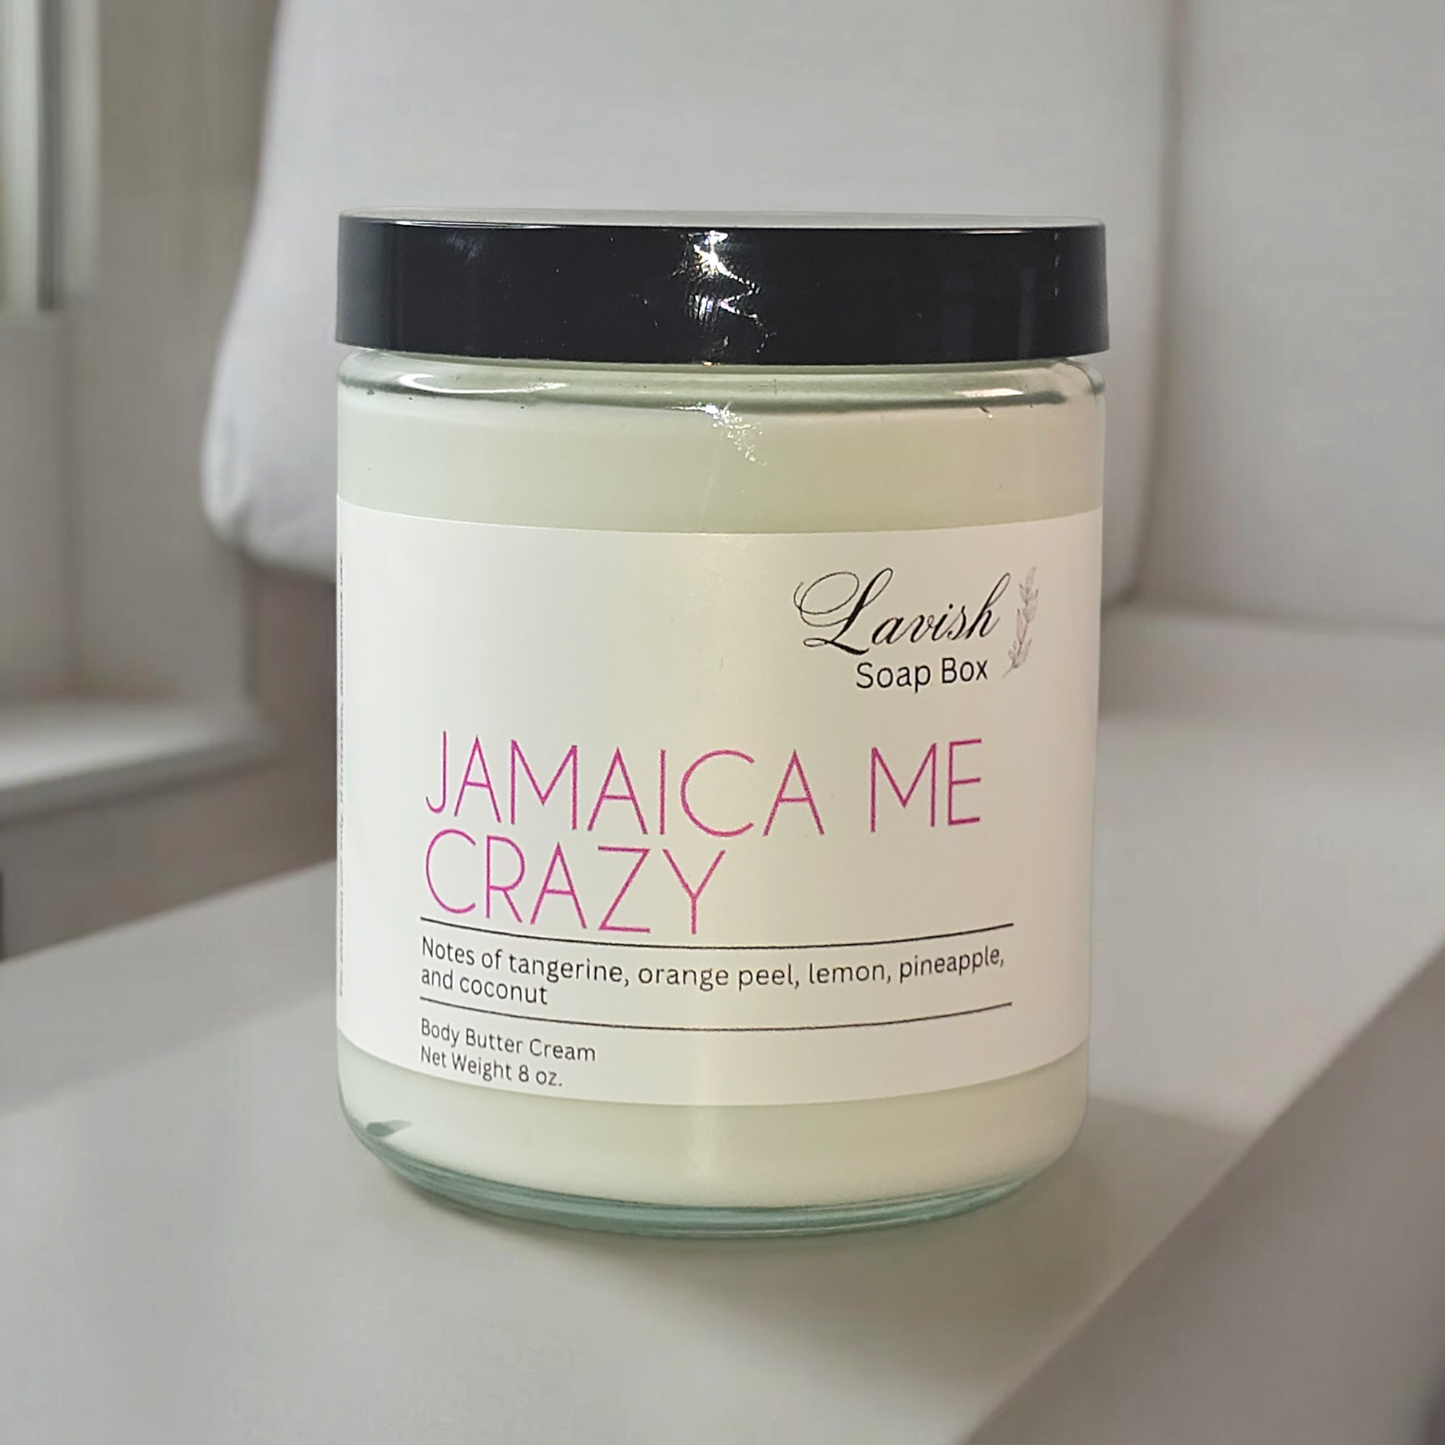 Lavish
Soap Box
JAMAICA ME
CRAZY
Notes of tangerine, orange peel, lemon, pineapple,
and coconut
Body Butter Cream
Net Weight 8 oz.